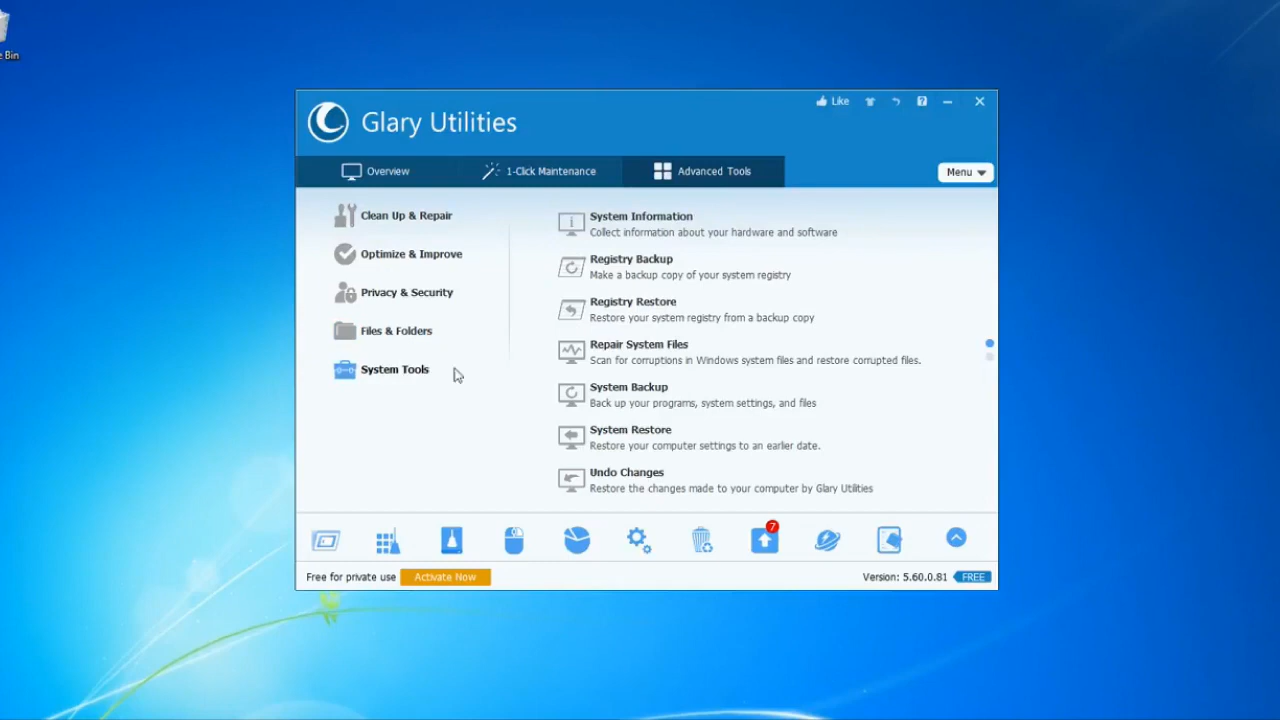 e Bin
Like
Glary Utilities
Overview
1-Click Maintenance
Advanced Tools
Menu
Clean Up & Repair
Optimize & Improve
Privacy & Security
Files & Folders
System Tools
System Information
Collect information about your hardware and software
Registry Backup
Make a backup copy of your system registry
Registry Restore
Restore your system registry from a backup copy
Repair System Files
Scan for corruptions in Windows system files and restore corrupted files.
System Backup
Back up your programs, system settings, and files
System Restore
Restore your computer settings to an earlier date.
Undo Changes
Restore the changes made to your computer by Glary Utilities
7
Free for private use
Activate Now
Version: 5.60.0.81
FREE